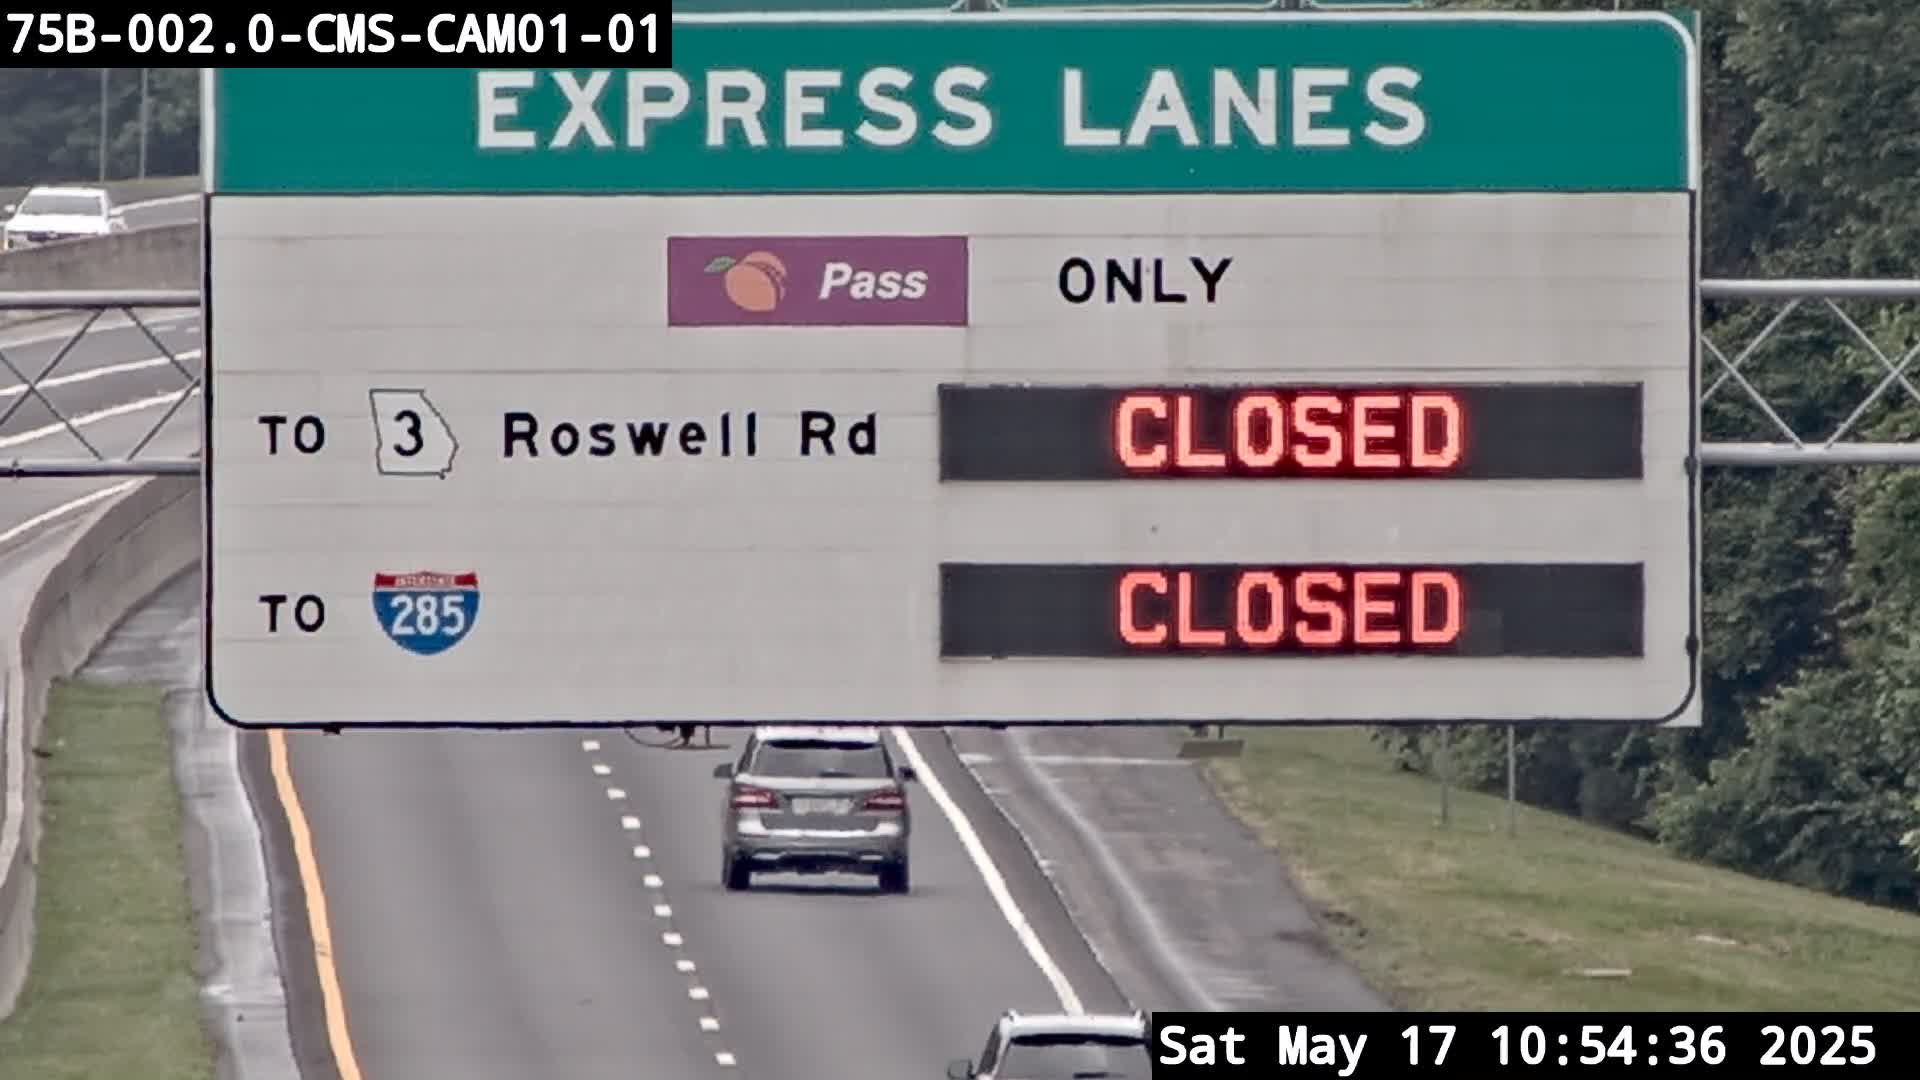 75B-002.0-CMS-CAM01-01
EXPRESS LANES
Pass ONLY
TO 3 Roswell Rd CLOSED
INTERSTATE
TO 285 CLOSED
Sat May 17 10:54:36 2025